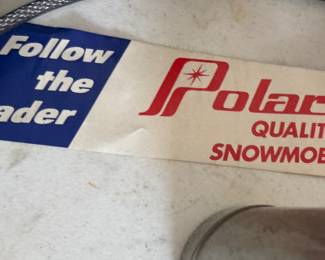 Follow
the
ader
Polar
QUALIT
SNOWMOB